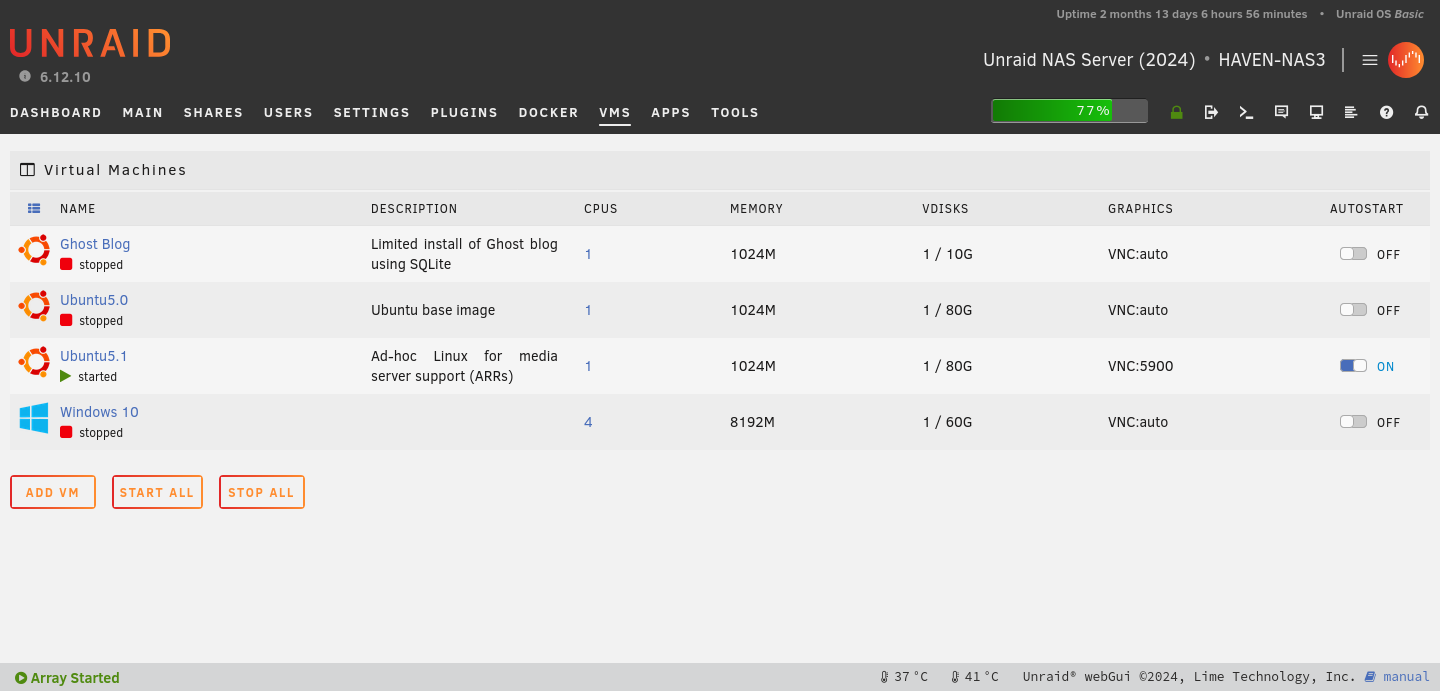 Uptime 2 months 13 days 6 hours 56 minutes • Unraid OS Basic
UNRAID
6.12.10
Unraid NAS Server (2024) • HAVEN-NAS3
DASHBOARD MAIN SHARES USERS SETTINGS PLUGINS DOCKER VMS APPS TOOLS
77%
Virtual Machines
NAME DESCRIPTION CPUS MEMORY VDISKS GRAPHICS AUTOSTART
Ghost Blog
stopped
Limited install of Ghost blog
using SQLite
1 1024M 1 / 10G VNC:auto OFF
Ubuntu5.0
stopped
Ubuntu base image 1 1024M 1 / 80G VNC:auto OFF
Ubuntu5.1
started
Ad-hoc Linux for media
server support (ARRs)
1 1024M 1 / 80G VNC:5900 ON
Windows 10
stopped
4 8192M 1 / 60G VNC:auto OFF
ADD VM START ALL STOP ALL
Array Started
37 °C 41 °C Unraid® webGui ©2024, Lime Technology, Inc. manual